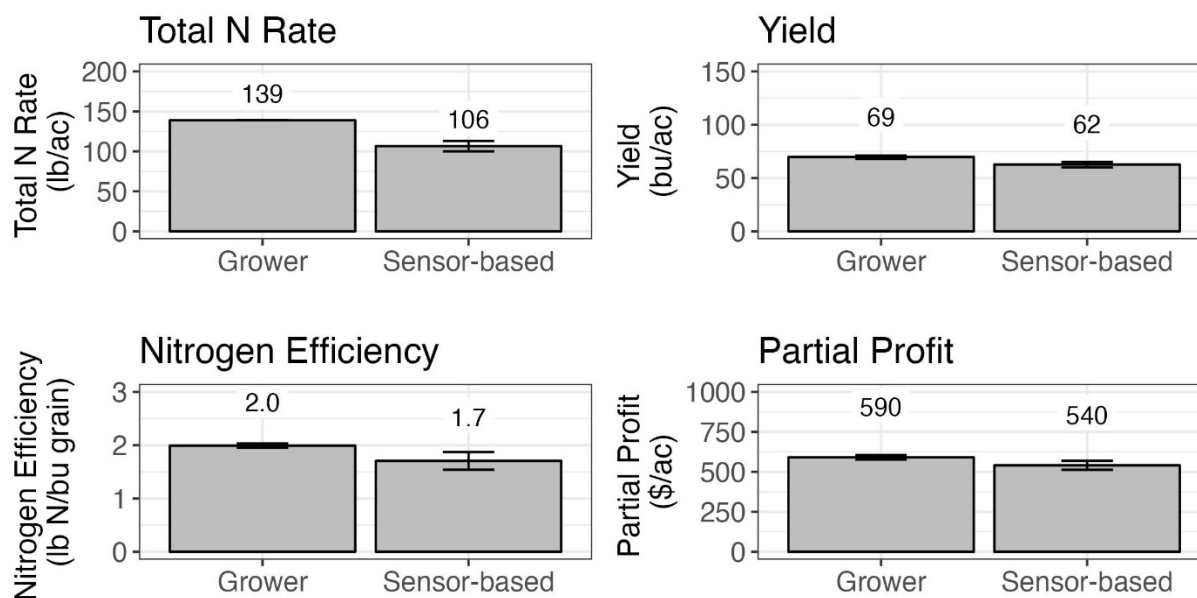 Total N Rate
Total N Rate
(lb/ac)
200
150
100
50
0
139
106
Grower
Sensor-based
Yield
Yield
(bu/ac)
150
100
50
0
69
62
Grower
Sensor-based
Nitrogen Efficiency
Nitrogen Efficiency
(lb N/bu grain)
3
2
1
0
2.0
1.7
Grower
Sensor-based
Partial Profit
Partial Profit
($/ac)
1000
750
500
250
0
590
540
Grower
Sensor-based